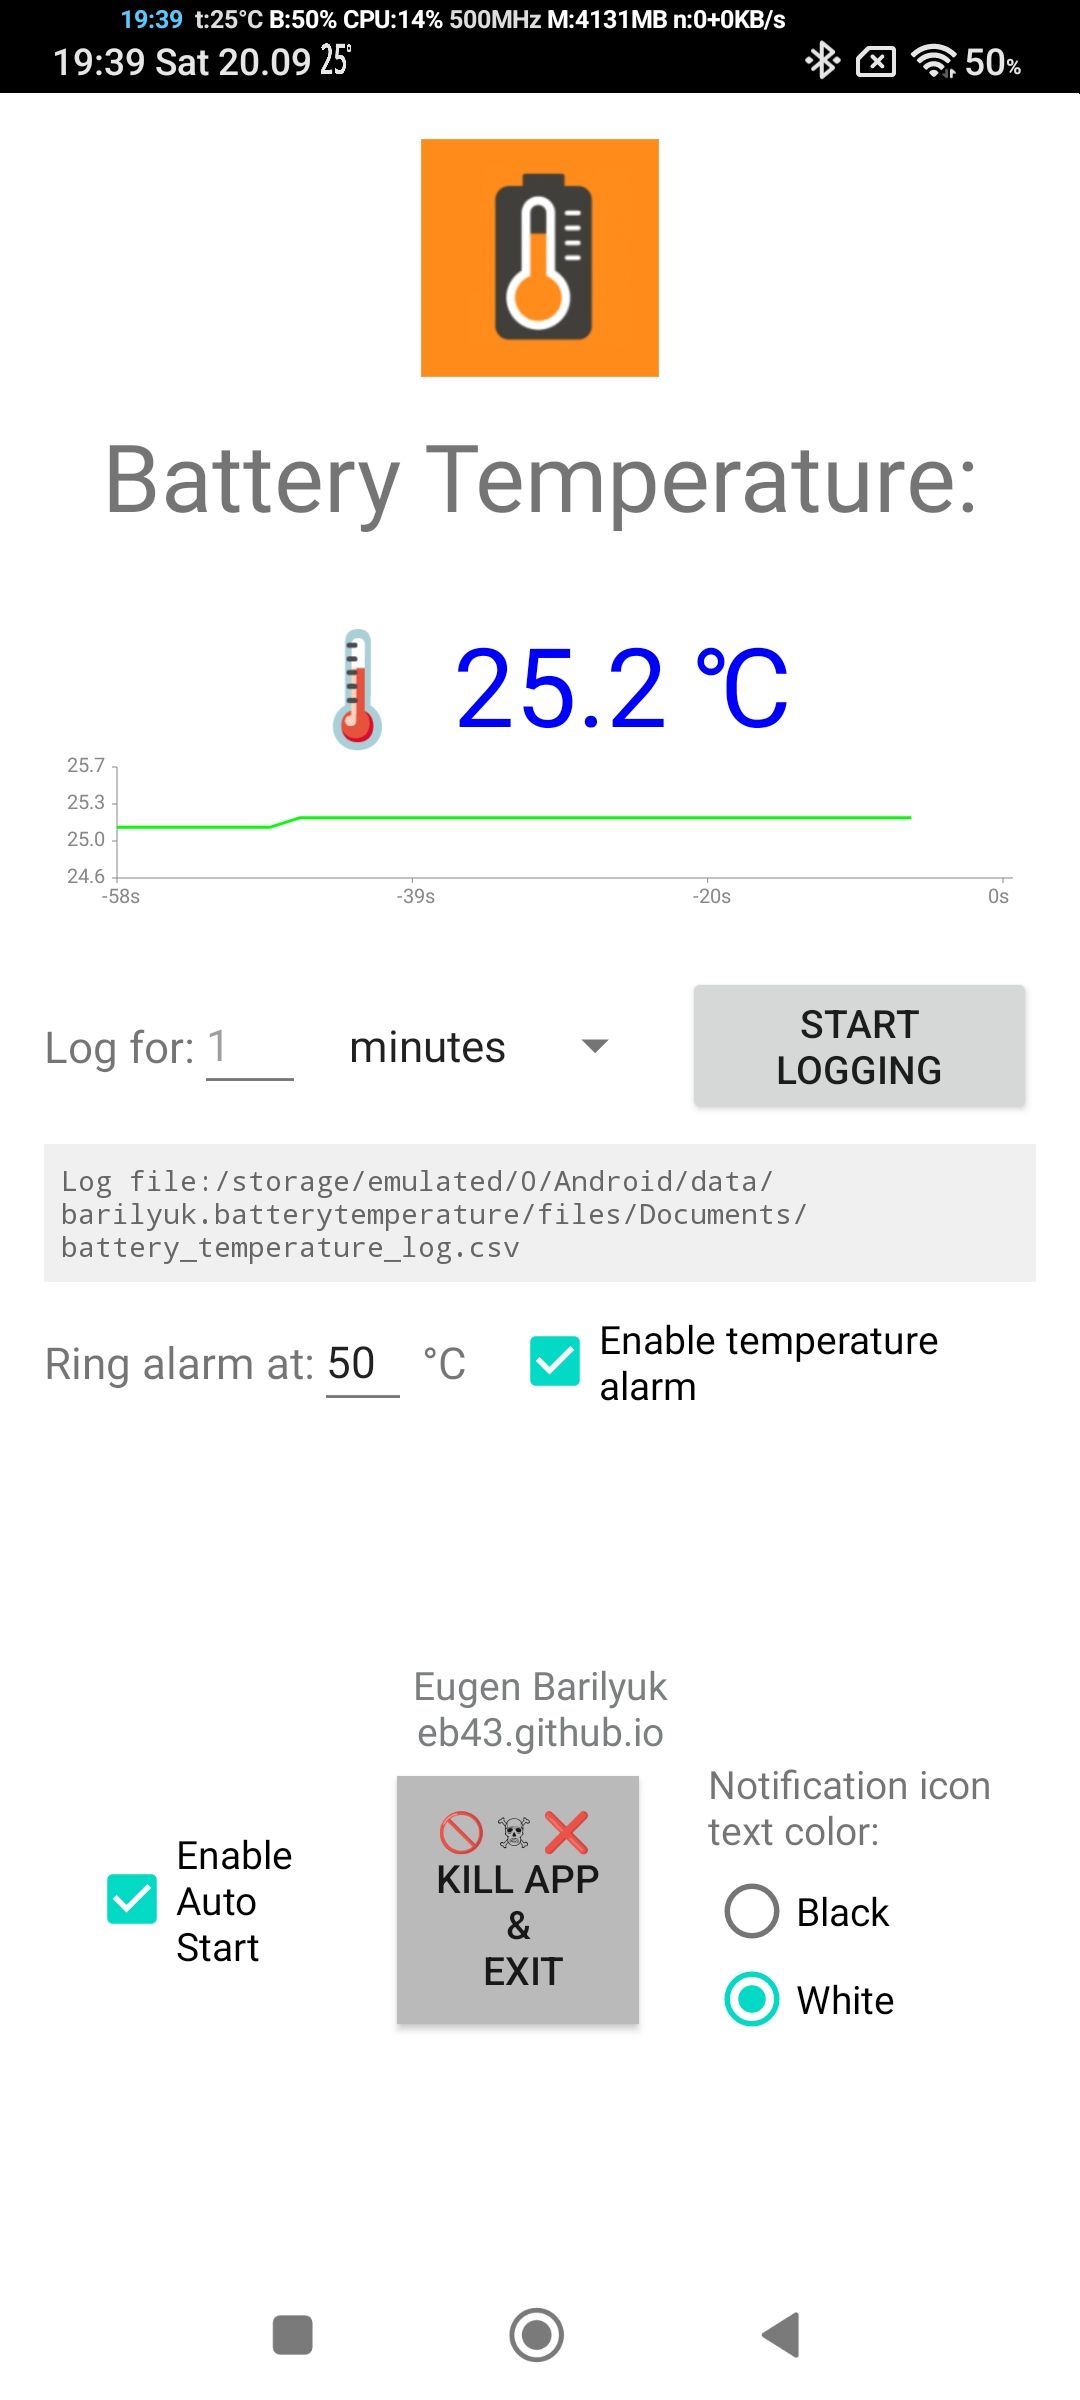 19:39 t:25°C B:50% CPU:14% 500MHz M:4131MB n:0+0KB/s
19:39 Sat 20.09 25° 50%
Battery Temperature:
25.2 °C
25.7
25.3
25.0
24.6
-58s -39s -20s 0s
Log for: 1 minutes
START
LOGGING
Log file:/storage/emulated/0/Android/data/
barilyuk.batterytemperature/files/Documents/
battery_temperature_log.csv
Ring alarm at: 50 °C
Enable temperature
alarm
Eugen Barilyuk
eb43.github.io
Enable
Auto
Start
🚫☠❌
KILL APP
&
EXIT
Notification icon
text color:
Black
White